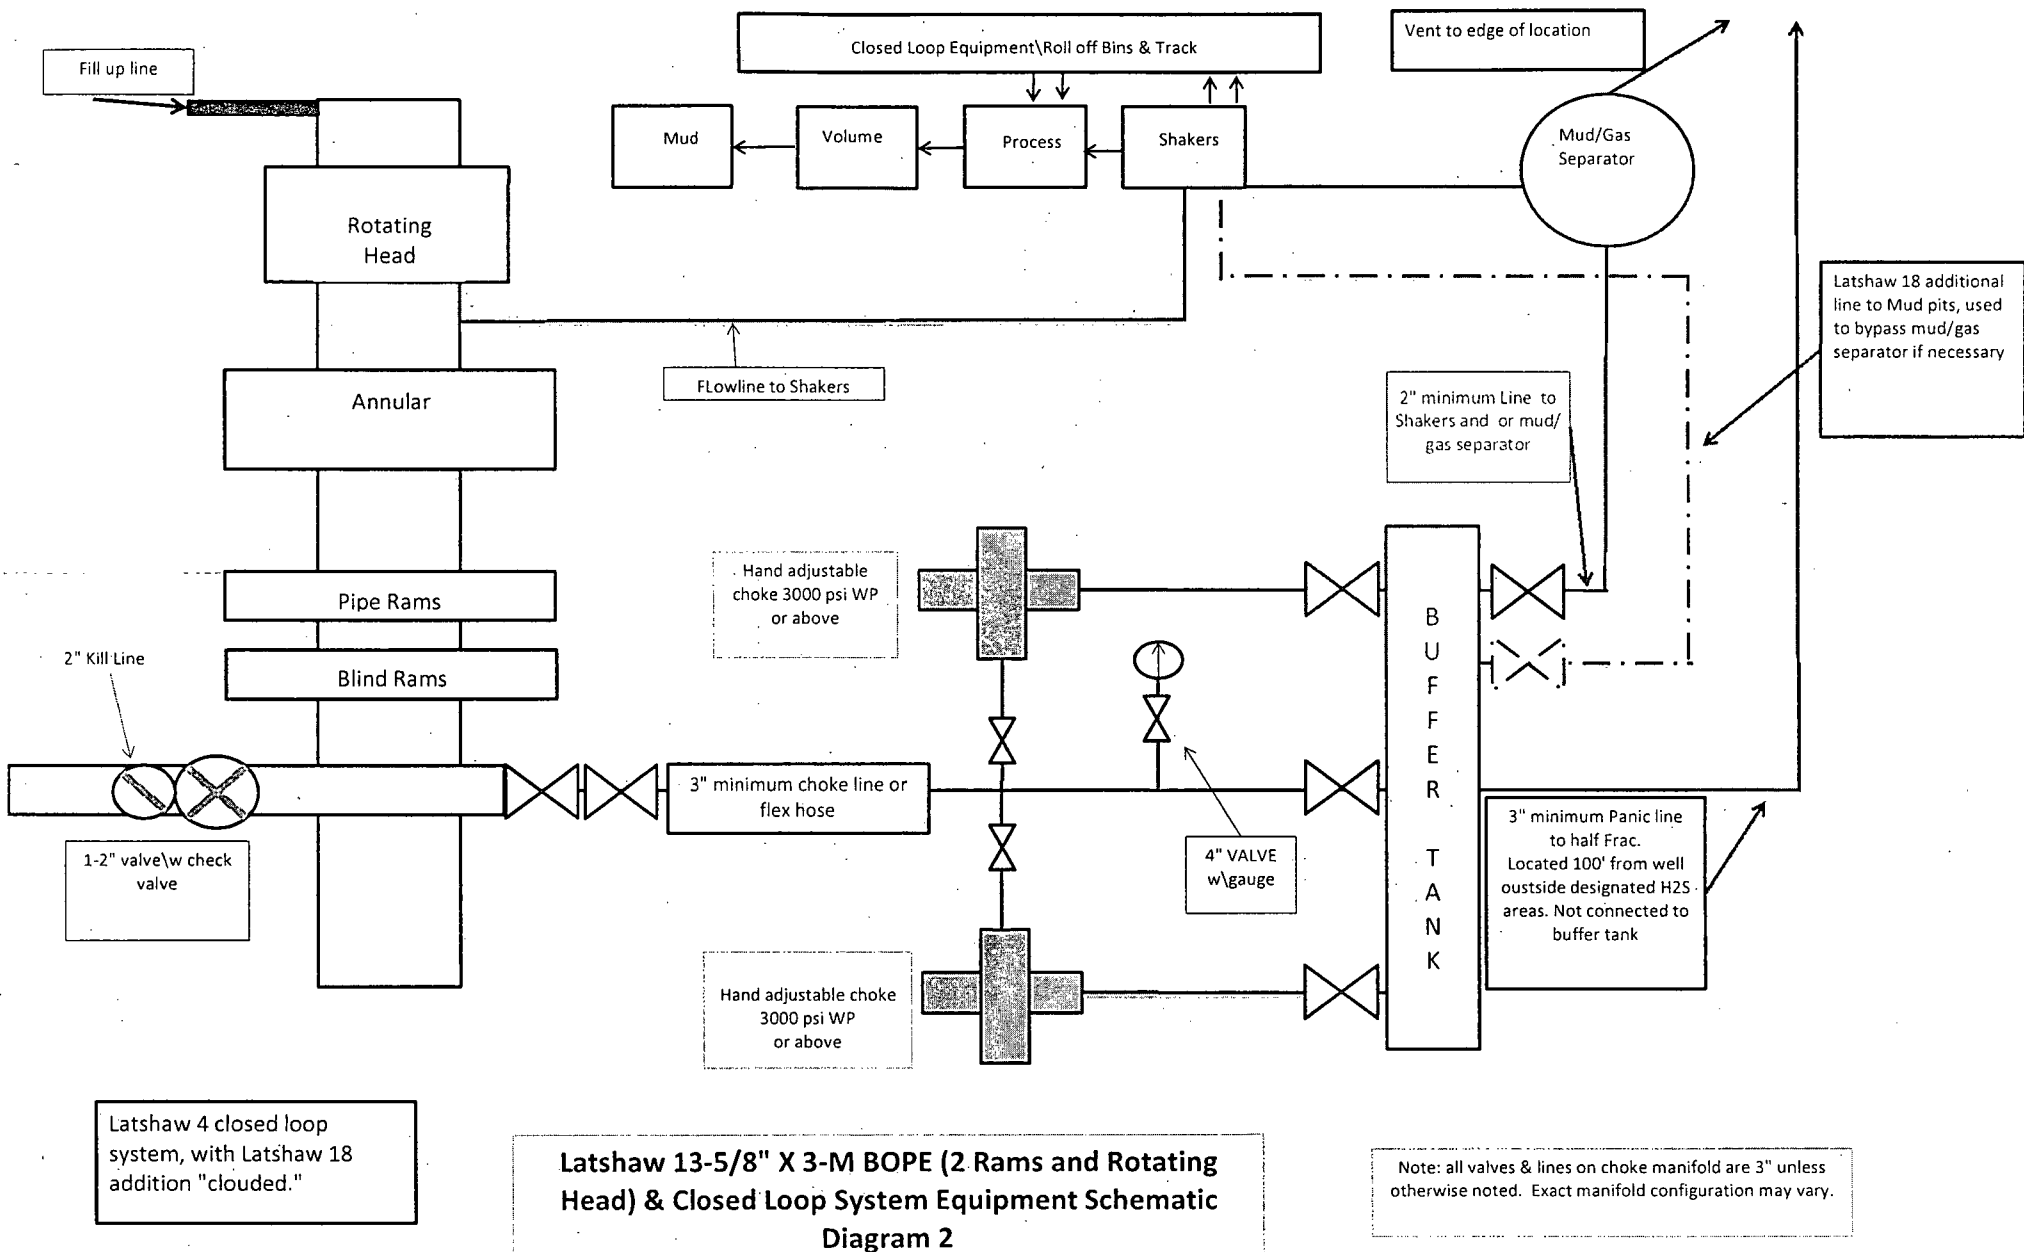 Closed Loop Equipment\Roll off Bins & Track
Vent to edge of location
Fill up line
Mud
Volume
Process
Shakers
Mud/Gas
Separator
Rotating
Head
Latshaw 18 additional
line to Mud pits, used
to bypass mud/gas
separator if necessary
FLowline to Shakers
Annular
2" minimum Line to
Shakers and or mud/
gas separator
Hand adjustable
choke 3000 psi WP
or above
Pipe Rams
2" Kill Line
Blind Rams
BUFFER TANK
3" minimum choke line or
flex hose
1-2" valve\w check
valve
4" VALVE
w\gauge
3" minimum Panic line
to half Frac.
Located 100' from well
oustside designated H2S
areas. Not connected to
buffer tank
Hand adjustable choke
3000 psi WP
or above
Latshaw 4 closed loop
system, with Latshaw 18
addition "clouded."
Latshaw 13-5/8" X 3-M BOPE (2 Rams and Rotating
Head) & Closed Loop System Equipment Schematic
Diagram 2
Note: all valves & lines on choke manifold are 3" unless
otherwise noted. Exact manifold configuration may vary.